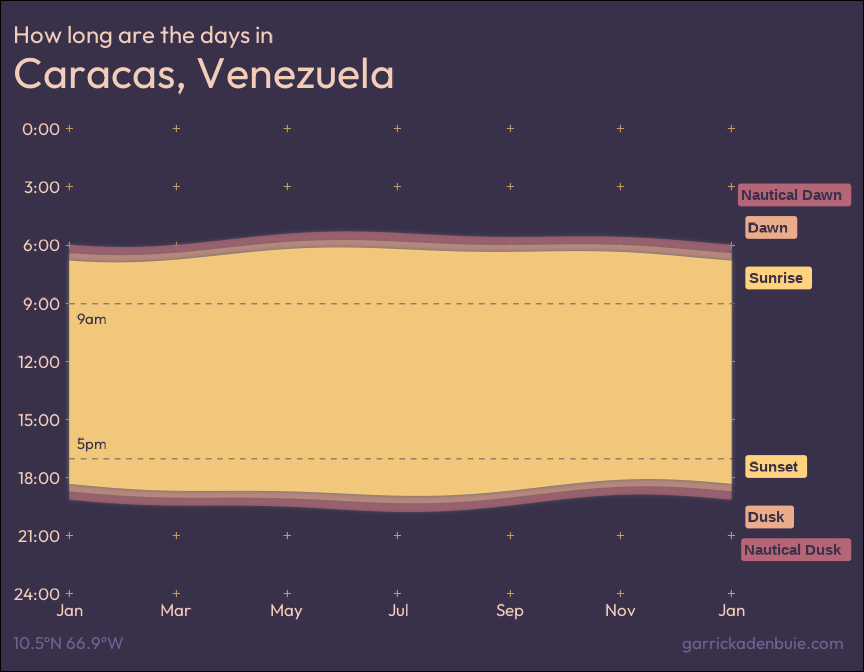 How long are the days in
Caracas, Venezuela
0:00
3:00
Nautical Dawn
Dawn
6:00
Sunrise
9:00
9am
12:00
15:00
5pm
Sunset
18:00
Dusk
21:00
Nautical Dusk
24:00
Jan Mar May Jul Sep Nov Jan
10.5°N 66.9°W garrickadenbuie.com